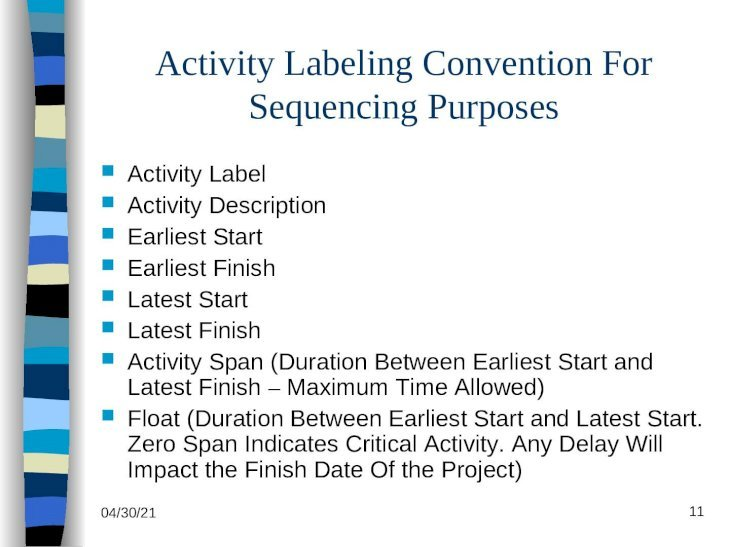 Activity Labeling Convention For
Sequencing Purposes
Activity Label
Activity Description
Earliest Start
Earliest Finish
Latest Start
Latest Finish
Activity Span (Duration Between Earliest Start and
Latest Finish – Maximum Time Allowed)
Float (Duration Between Earliest Start and Latest Start.
Zero Span Indicates Critical Activity. Any Delay Will
Impact the Finish Date Of the Project)
04/30/21
11